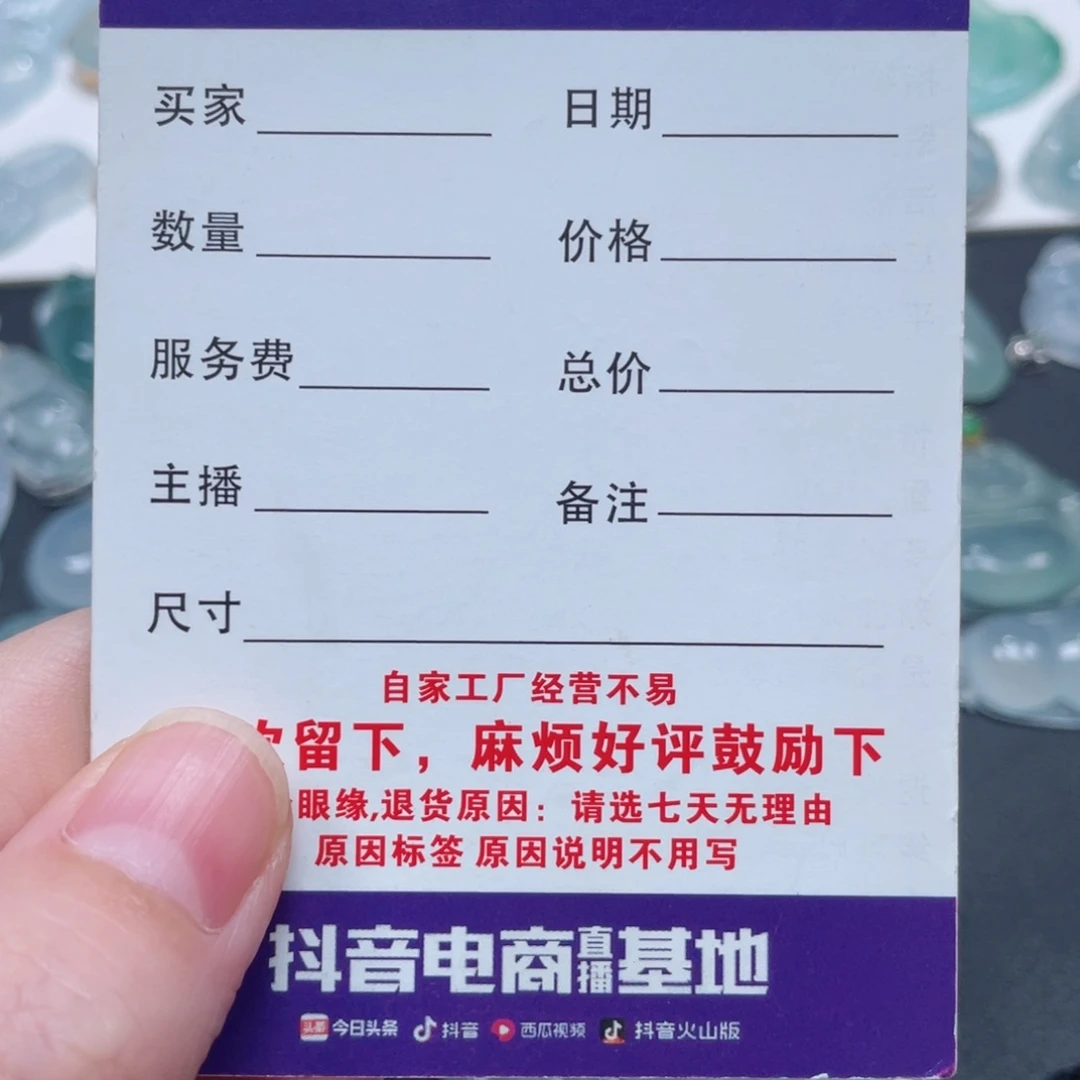 买家 日期
数量 价格
服务费 总价
主播 备注
尺寸
自家工厂经营不易
留下，麻烦好评鼓励下
眼缘,退货原因：请选七天无理由
原因标签 原因说明不用写
抖音电商直播基地
头条 今日头条 抖音 西瓜视频 抖音火山版